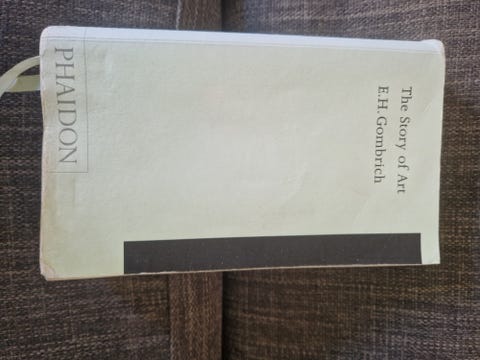 The Story of Art
E.H.Gombrich
PHAIDON